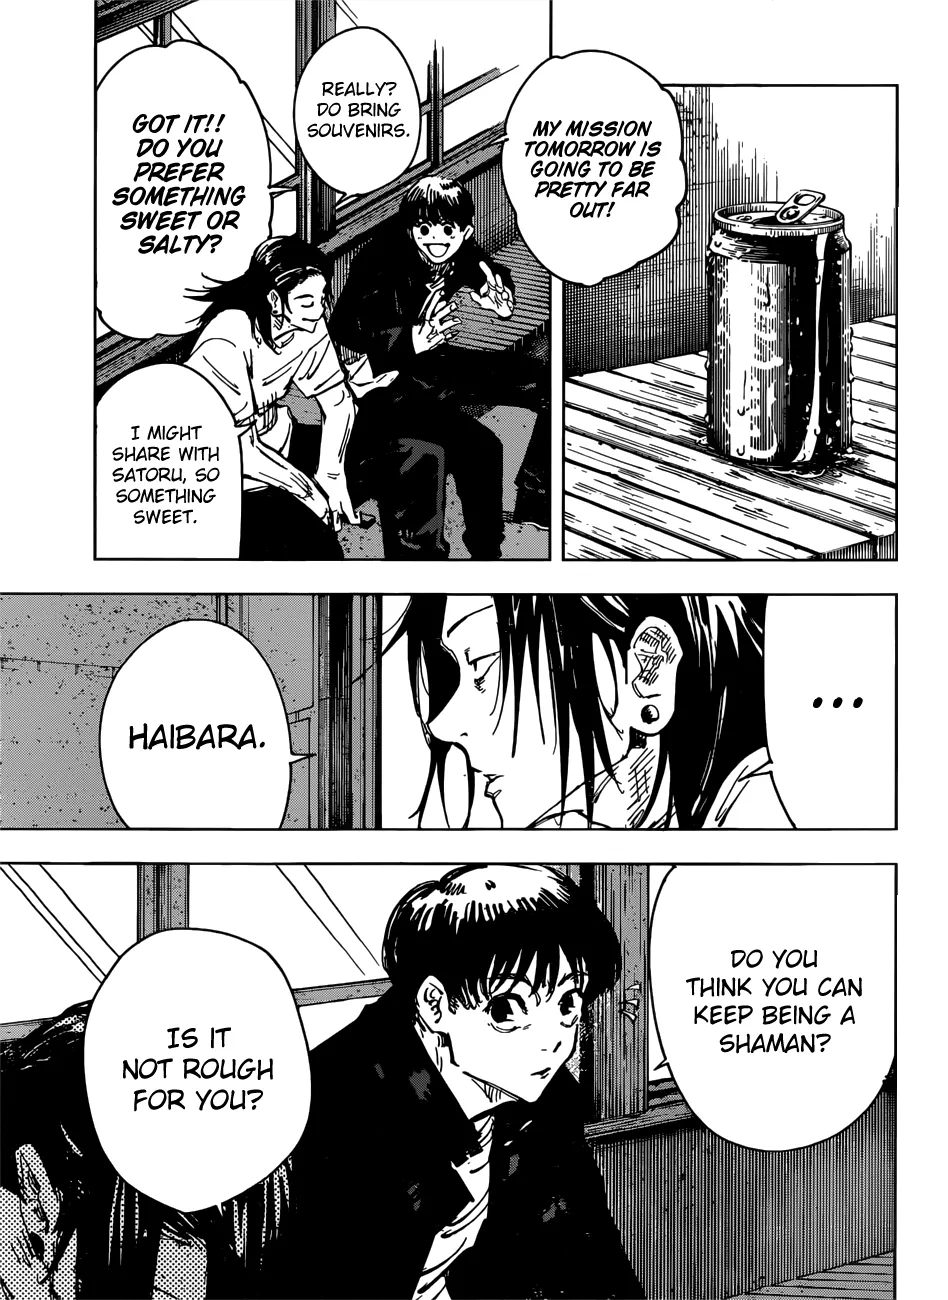 MY MISSION
TOMORROW IS
GOING TO BE
PRETTY FAR
OUT!
REALLY?
DO BRING
SOUVENIRS.
GOT IT!!
DO YOU
PREFER
SOMETHING
SWEET OR
SALTY?
I MIGHT
SHARE WITH
SATORU, SO
SOMETHING
SWEET.
...
HAIBARA.
DO YOU
THINK YOU CAN
KEEP BEING A
SHAMAN?
IS IT
NOT ROUGH
FOR YOU?